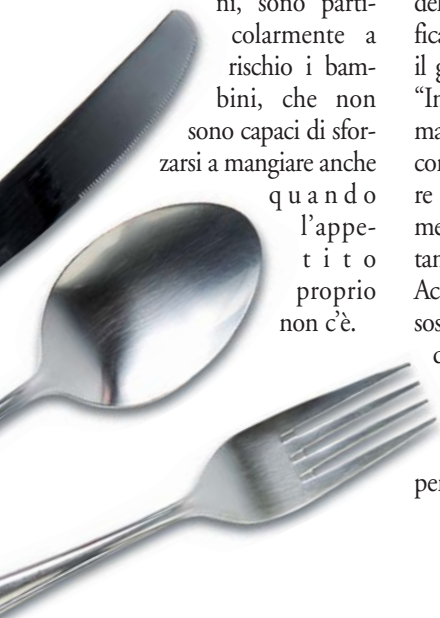 ni, sono parti-
colarmente a
rischio i bam-
bini, che non
sono capaci di sfor-
zarsi a mangiare anche
quando
l'appe-
tito
proprio
non c'è.